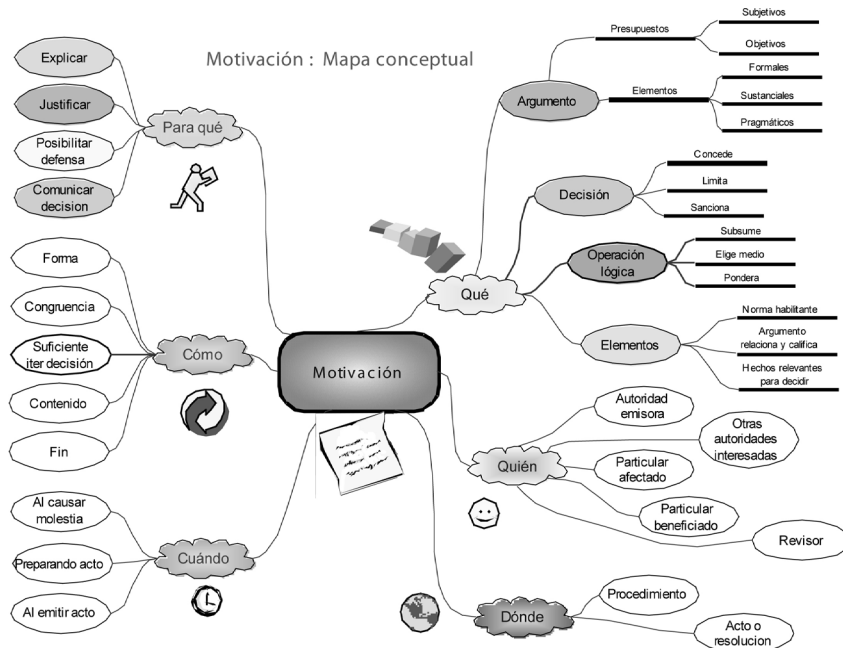 Motivación : Mapa conceptual
Explicar
Justificar
Posibilitar
defensa
Comunicar
decision
Para qué
Forma
Congruencia
Suficiente
iter decisión
Contenido
Fin
Cómo
Al causar
molestia
Preparando acto
Al emitir acto
Cuándo
Motivación
Qué
Argumento
Presupuestos
Subjetivos
Objetivos
Elementos
Formales
Sustanciales
Pragmáticos
Decisión
Concede
Limita
Sanciona
Operación
lógica
Subsume
Elige medio
Pondera
Elementos
Norma habilitante
Argumento
relaciona y califica
Hechos relevantes
para decidir
Quién
Autoridad
emisora
Otras
autoridades
interesadas
Particular
afectado
Particular
beneficiado
Revisor
Dónde
Procedimiento
Acto o
resolucion